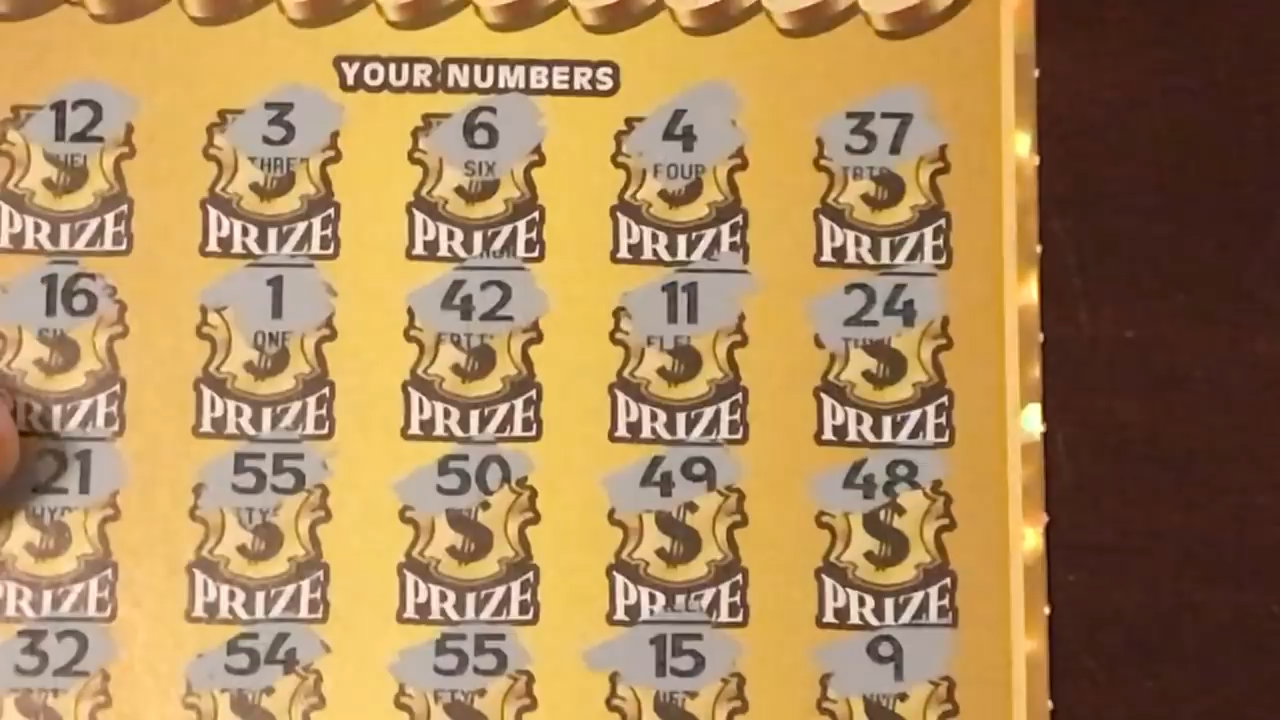 YOUR NUMBERS
12 3 6 4 37
THRE SIX FOUR
$ $ $ $ $
PRIZE PRIZE PRIZE PRIZE PRIZE
16 1 42 11 24
ONE
$ $ $ $ $
PRIZE PRIZE PRIZE PRIZE PRIZE
21 55 50 49 48
$ $ $ $ $
PRIZE PRIZE PRIZE PRIZE PRIZE
32 54 55 15 9